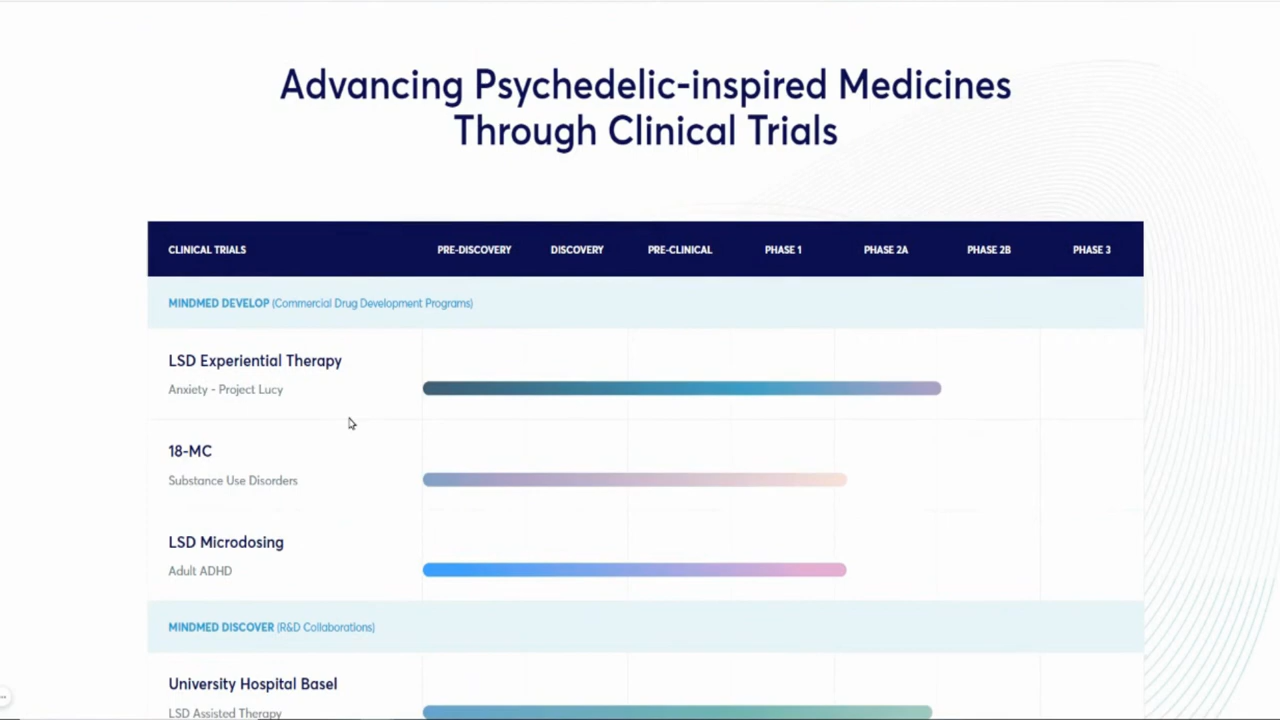 Advancing Psychedelic-inspired Medicines
Through Clinical Trials
CLINICAL TRIALS PRE-DISCOVERY DISCOVERY PRE-CLINICAL PHASE 1 PHASE 2A PHASE 2B PHASE 3
MINDMED DEVELOP (Commercial Drug Development Programs)
LSD Experiential Therapy
Anxiety - Project Lucy
18-MC
Substance Use Disorders
LSD Microdosing
Adult ADHD
MINDMED DISCOVER (R&D Collaborations)
University Hospital Basel
LSD Assisted Therapy